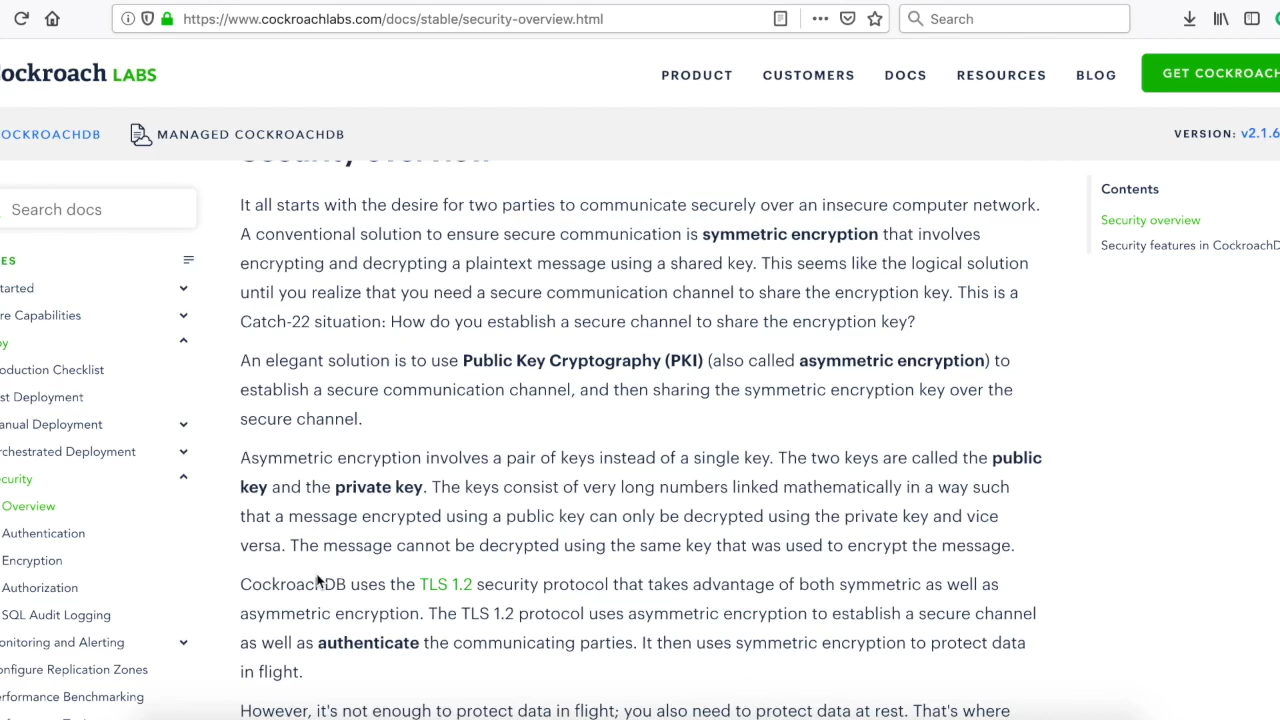 https://www.cockroachlabs.com/docs/stable/security-overview.html
Search
ockroach LABS
PRODUCT
CUSTOMERS
DOCS
RESOURCES
BLOG
GET COCKROACH
OCKROACHDB
MANAGED COCKROACHDB
VERSION: v2.1.6
Security overview
Search docs
ES
tarted
re Capabilities
oy
oduction Checklist
st Deployment
anual Deployment
rchestrated Deployment
curity
Overview
Authentication
Encryption
Authorization
SQL Audit Logging
onitoring and Alerting
onfigure Replication Zones
erformance Benchmarking
It all starts with the desire for two parties to communicate securely over an insecure computer network.
A conventional solution to ensure secure communication is symmetric encryption that involves
encrypting and decrypting a plaintext message using a shared key. This seems like the logical solution
until you realize that you need a secure communication channel to share the encryption key. This is a
Catch-22 situation: How do you establish a secure channel to share the encryption key?
An elegant solution is to use Public Key Cryptography (PKI) (also called asymmetric encryption) to
establish a secure communication channel, and then sharing the symmetric encryption key over the
secure channel.
Asymmetric encryption involves a pair of keys instead of a single key. The two keys are called the public
key and the private key. The keys consist of very long numbers linked mathematically in a way such
that a message encrypted using a public key can only be decrypted using the private key and vice
versa. The message cannot be decrypted using the same key that was used to encrypt the message.
CockroachDB uses the TLS 1.2 security protocol that takes advantage of both symmetric as well as
asymmetric encryption. The TLS 1.2 protocol uses asymmetric encryption to establish a secure channel
as well as authenticate the communicating parties. It then uses symmetric encryption to protect data
in flight.
However, it's not enough to protect data in flight; you also need to protect data at rest. That's where
Contents
Security overview
Security features in CockroachD